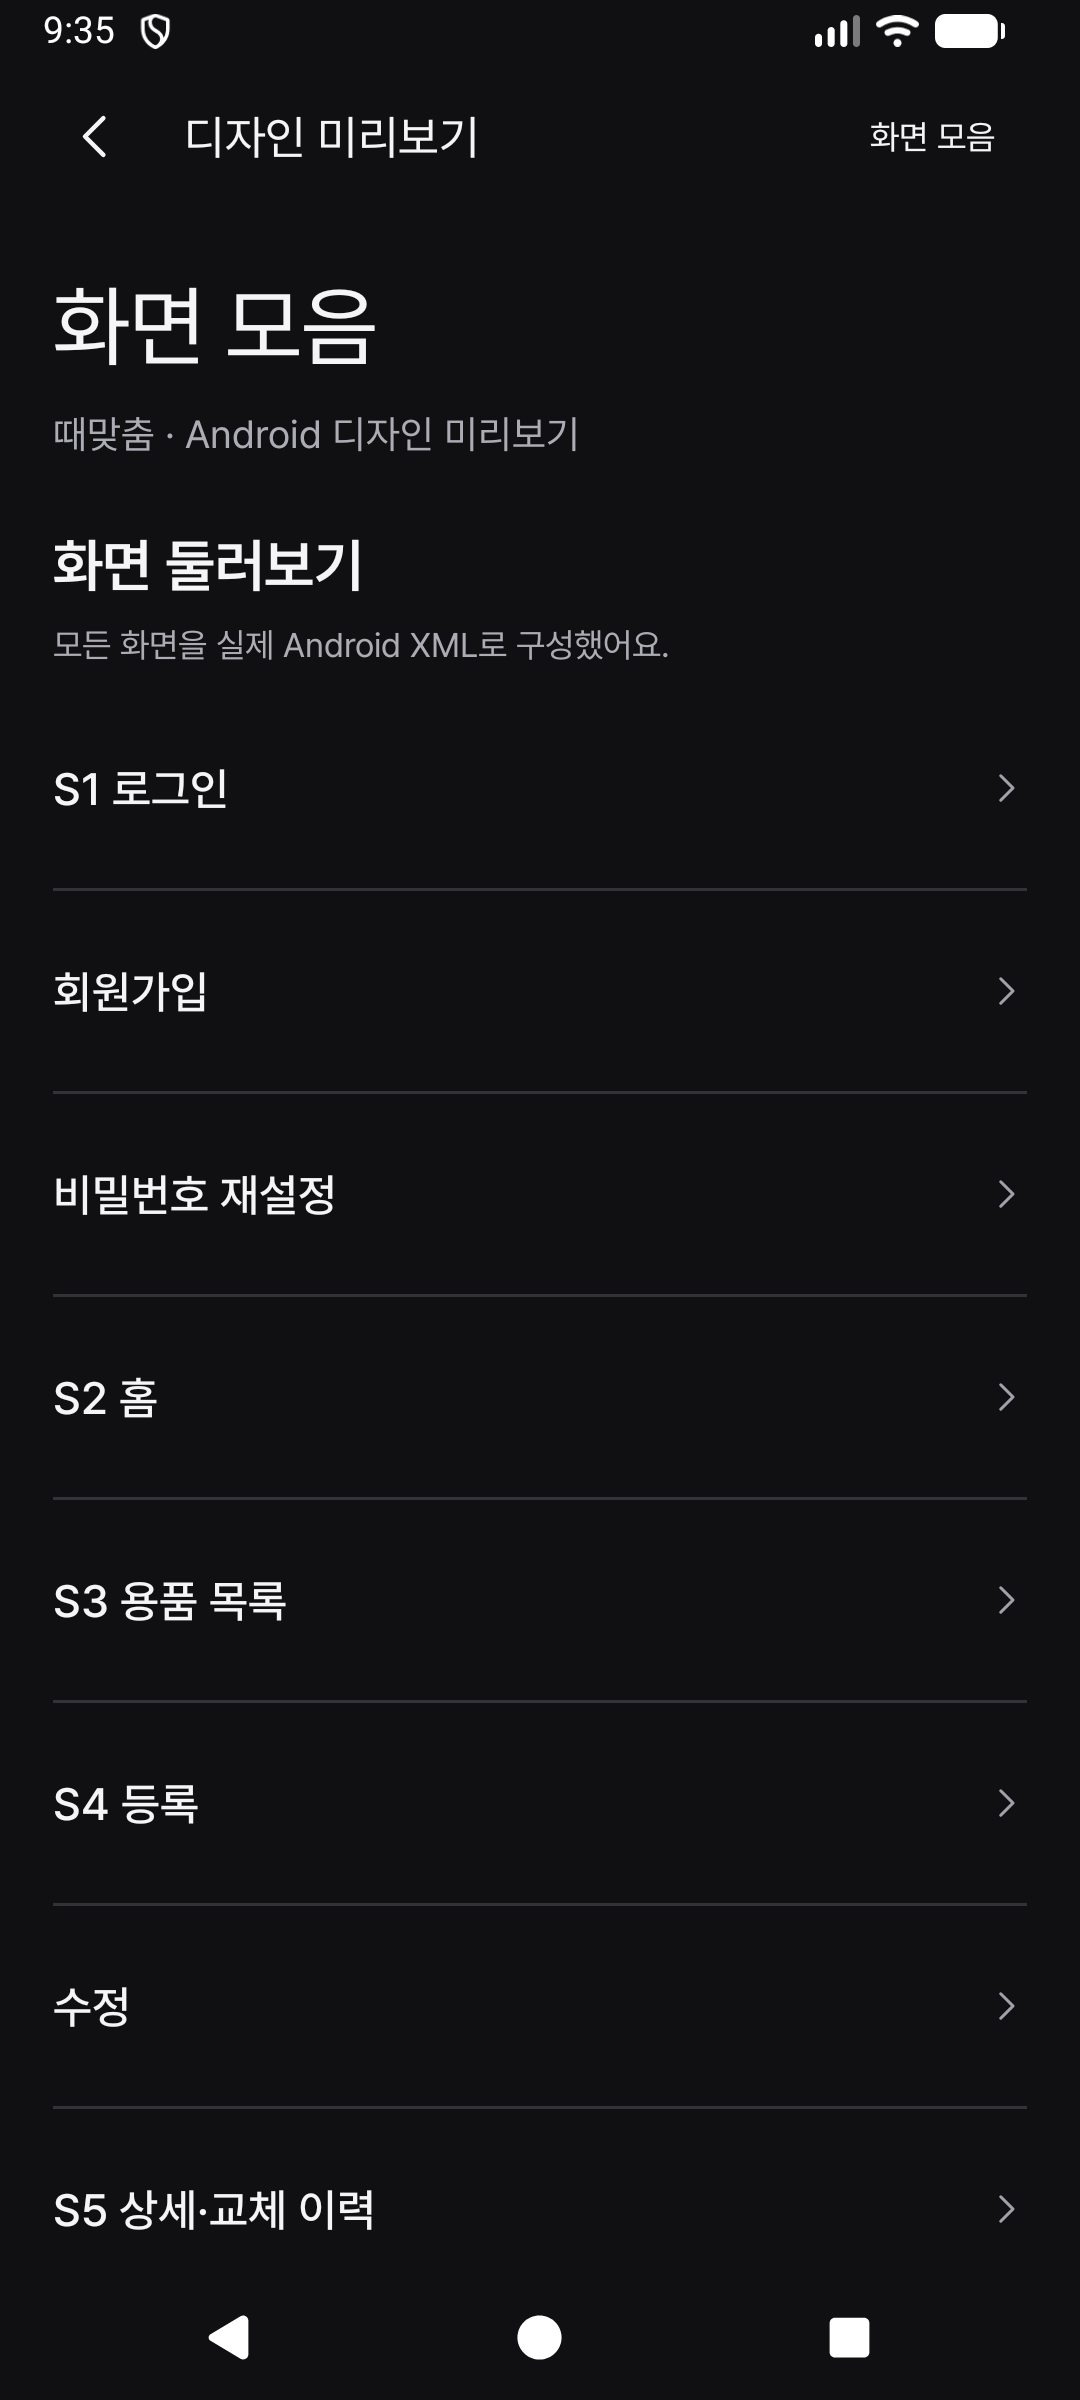 9:35
디자인 미리보기
화면 모음
화면 모음
때맞춤 · Android 디자인 미리보기
화면 둘러보기
모든 화면을 실제 Android XML로 구성했어요.
S1 로그인
회원가입
비밀번호 재설정
S2 홈
S3 용품 목록
S4 등록
수정
S5 상세·교체 이력